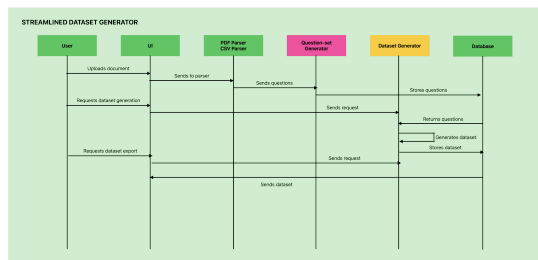 STREAMLINED DATASET GENERATOR
User
UI
PDF Parser
CSV Parser
Question-set
Generator
Dataset Generator
Database
Uploads document
Sends to parser
Sends questions
Stores questions
Requests dataset generation
Sends request
Returns questions
Generates dataset
Stores dataset
Requests dataset export
Sends request
Sends dataset